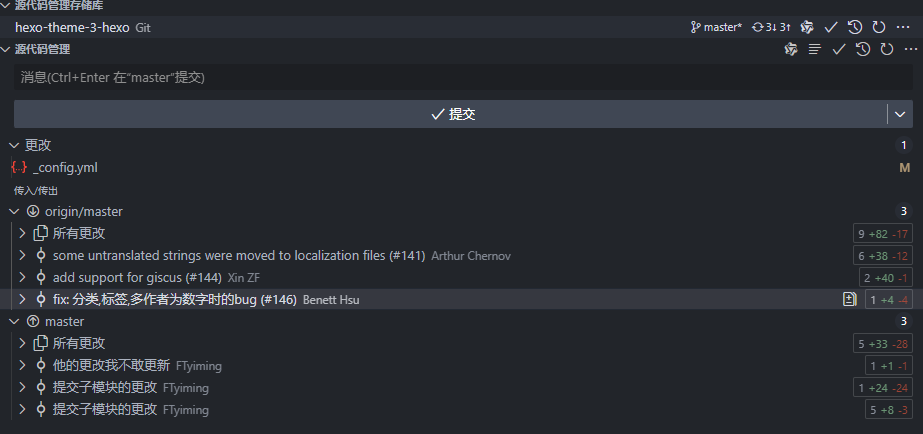 源代码管理存储库
hexo-theme-3-hexo Git master* 3↓ 3↑
源代码管理
消息(Ctrl+Enter 在"master"提交)
提交
更改 1
{..} _config.yml M
传入/传出
origin/master 3
所有更改 9 +82 -17
some untranslated strings were moved to localization files (#141) Arthur Chernov 6 +38 -12
add support for giscus (#144) Xin ZF 2 +40 -1
fix: 分类,标签,多作者为数字时的bug (#146) Benett Hsu 1 +4 -4
master 3
所有更改 5 +33 -28
他的更改我不敢更新 FTyiming 1 +1 -1
提交子模块的更改 FTyiming 1 +24 -24
提交子模块的更改 FTyiming 5 +8 -3